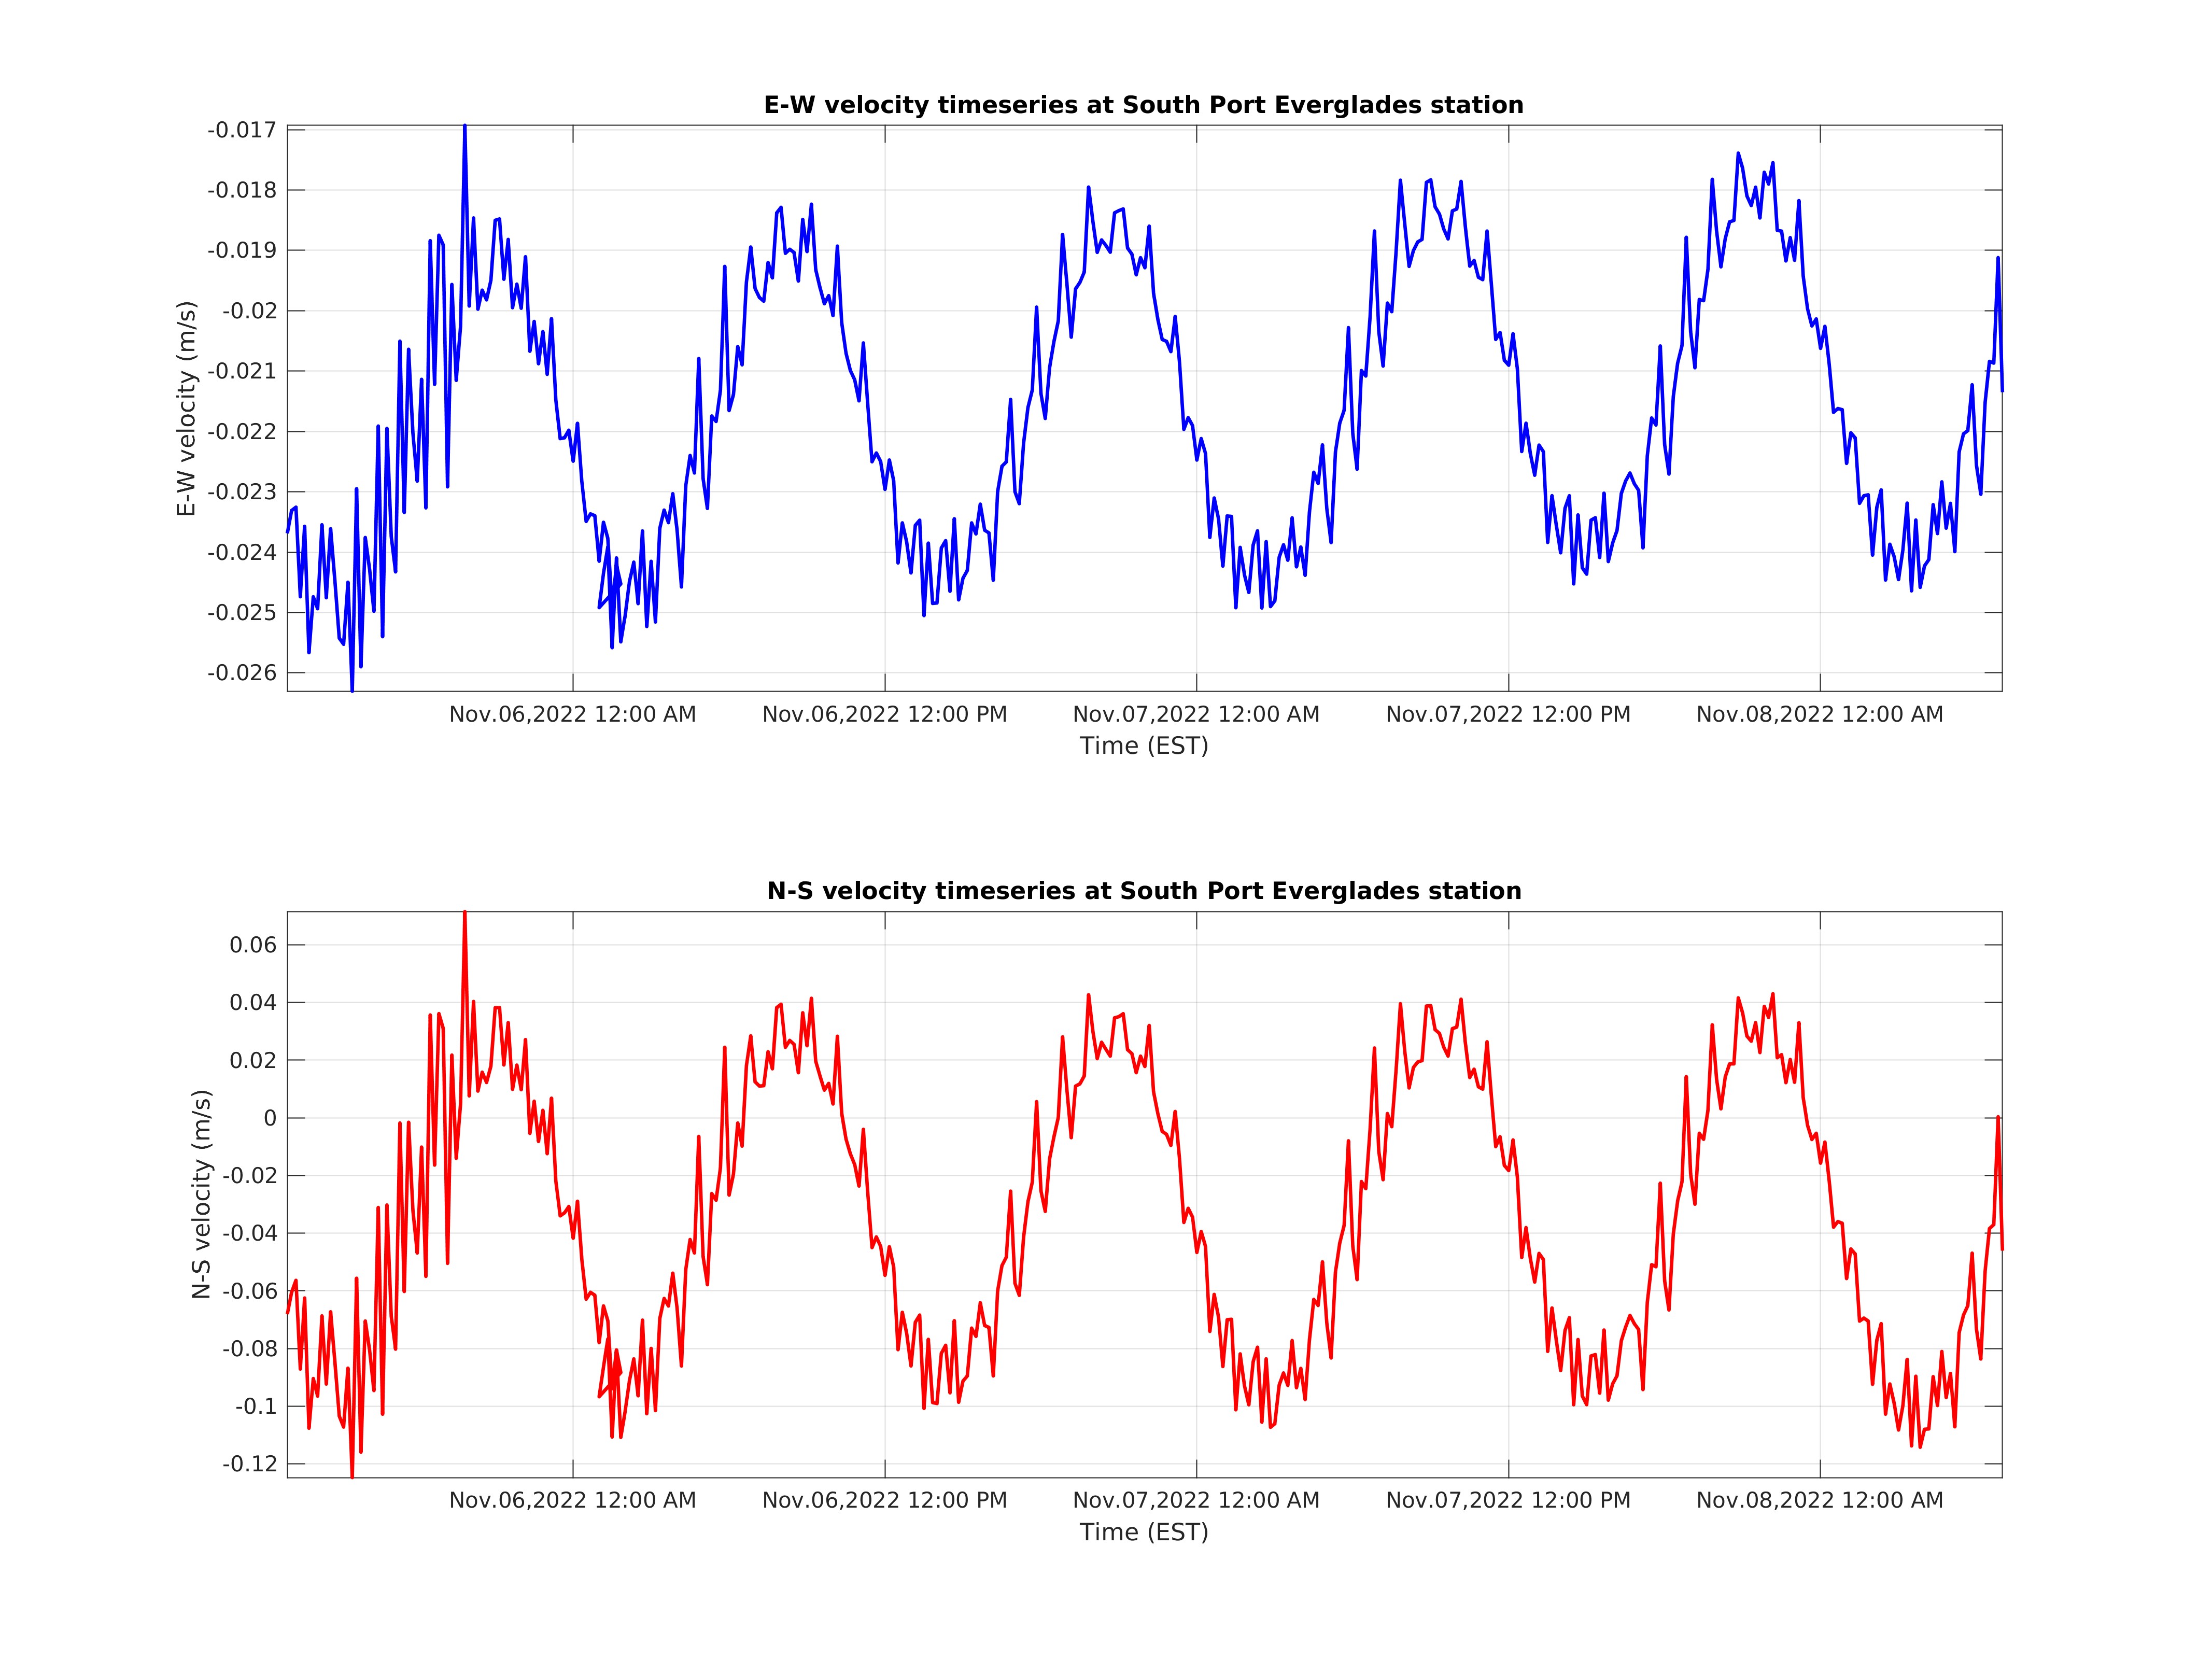 E-W velocity timeseries at South Port Everglades station
E-W velocity (m/s)
-0.017
-0.018
-0.019
-0.02
-0.021
-0.022
-0.023
-0.024
-0.025
-0.026
Nov.06,2022 12:00 AM Nov.06,2022 12:00 PM Nov.07,2022 12:00 AM Nov.07,2022 12:00 PM Nov.08,2022 12:00 AM
Time (EST)
N-S velocity timeseries at South Port Everglades station
N-S velocity (m/s)
0.06
0.04
0.02
0
-0.02
-0.04
-0.06
-0.08
-0.1
-0.12
Nov.06,2022 12:00 AM Nov.06,2022 12:00 PM Nov.07,2022 12:00 AM Nov.07,2022 12:00 PM Nov.08,2022 12:00 AM
Time (EST)